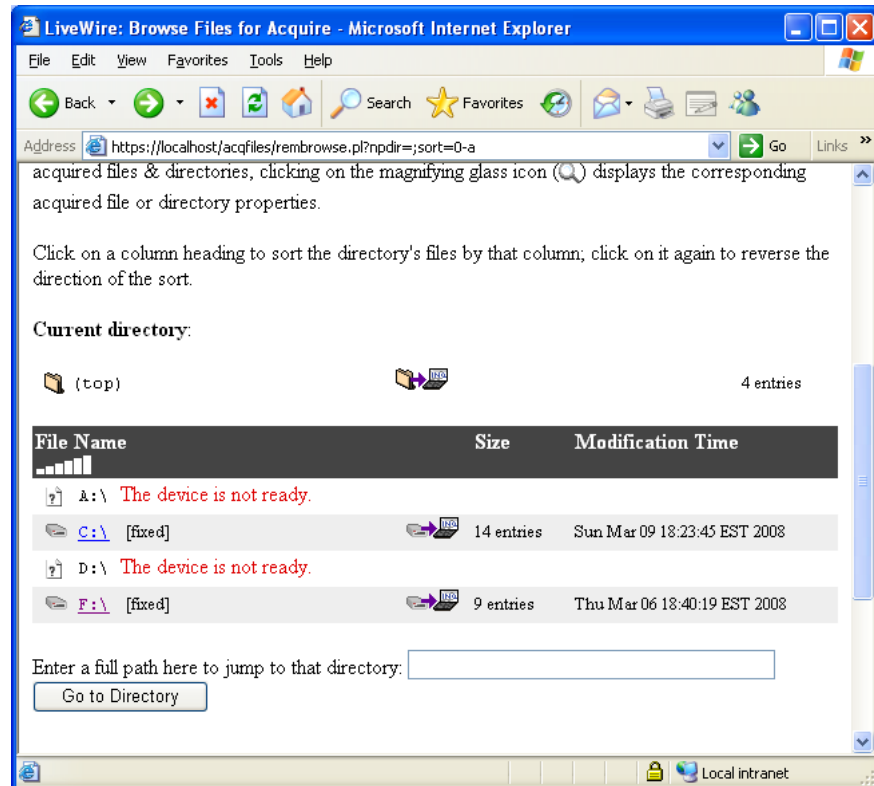 LiveWire: Browse Files for Acquire - Microsoft Internet Explorer
File Edit View Favorites Tools Help
Back Search Favorites
Address https://localhost/acqfiles/rembrowse.pl?npdir=;sort=0-a Go Links »
acquired files & directories, clicking on the magnifying glass icon ( ) displays the corresponding
acquired file or directory properties.
Click on a column heading to sort the directory's files by that column; click on it again to reverse the
direction of the sort.
Current directory:
(top) 4 entries
File Name Size Modification Time
A:\ The device is not ready.
C:\ [fixed] 14 entries Sun Mar 09 18:23:45 EST 2008
D:\ The device is not ready.
F:\ [fixed] 9 entries Thu Mar 06 18:40:19 EST 2008
Enter a full path here to jump to that directory:
Go to Directory
Local intranet